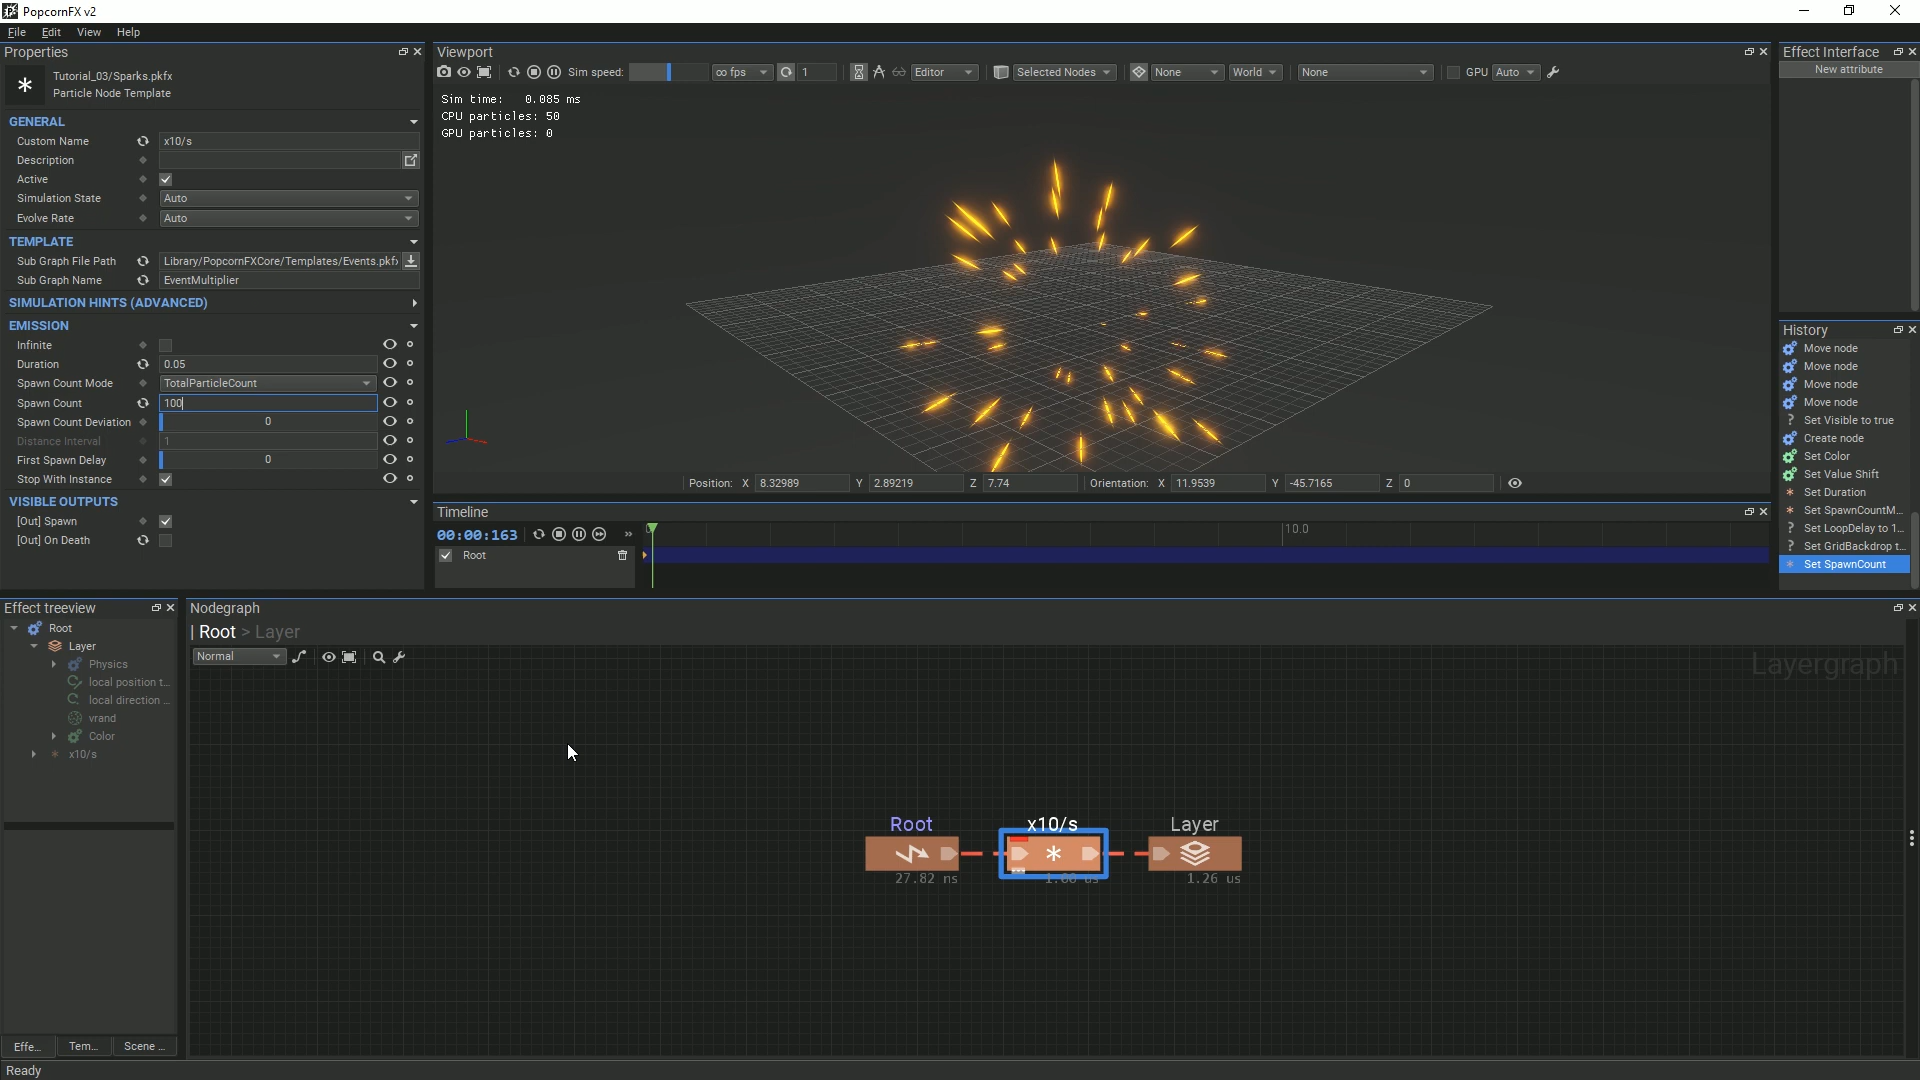 PopcornFX v2
File Edit View Help
Properties
Tutorial_03/Sparks.pkfx
Particle Node Template
GENERAL
Custom Name x10/s
Description
Active
Simulation State Auto
Evolve Rate Auto
TEMPLATE
Sub Graph File Path Library/PopcornFXCore/Templates/Events.pkfx
Sub Graph Name EventMultiplier
SIMULATION HINTS (ADVANCED)
EMISSION
Infinite
Duration 0.05
Spawn Count Mode TotalParticleCount
Spawn Count 100
Spawn Count Deviation 0
Distance Interval 1
First Spawn Delay 0
Stop With Instance
VISIBLE OUTPUTS
[Out] Spawn
[Out] On Death
Viewport
Sim speed: ∞ fps 1 Editor Selected Nodes None World None GPU Auto
Sim time: 0.085 ms
CPU particles: 50
GPU particles: 0
Position: X 8.32989 Y 2.89219 Z 7.74 Orientation: X 11.9539 Y -45.7165 Z 0
Timeline
00:00:163 » 10.0
Root
Effect Interface
New attribute
History
Move node
Move node
Move node
Move node
Set Visible to true
Create node
Set Color
Set Value Shift
Set Duration
Set SpawnCountM...
Set LoopDelay to 1...
Set GridBackdrop t...
Set SpawnCount
Effect treeview
Root
Layer
Physics
local position t...
local direction ...
vrand
Color
x10/s
Effe... Tem... Scene ...
Nodegraph
| Root > Layer
Normal
Layergraph
Root x10/s Layer
27.82 ns 1.26 us
Ready